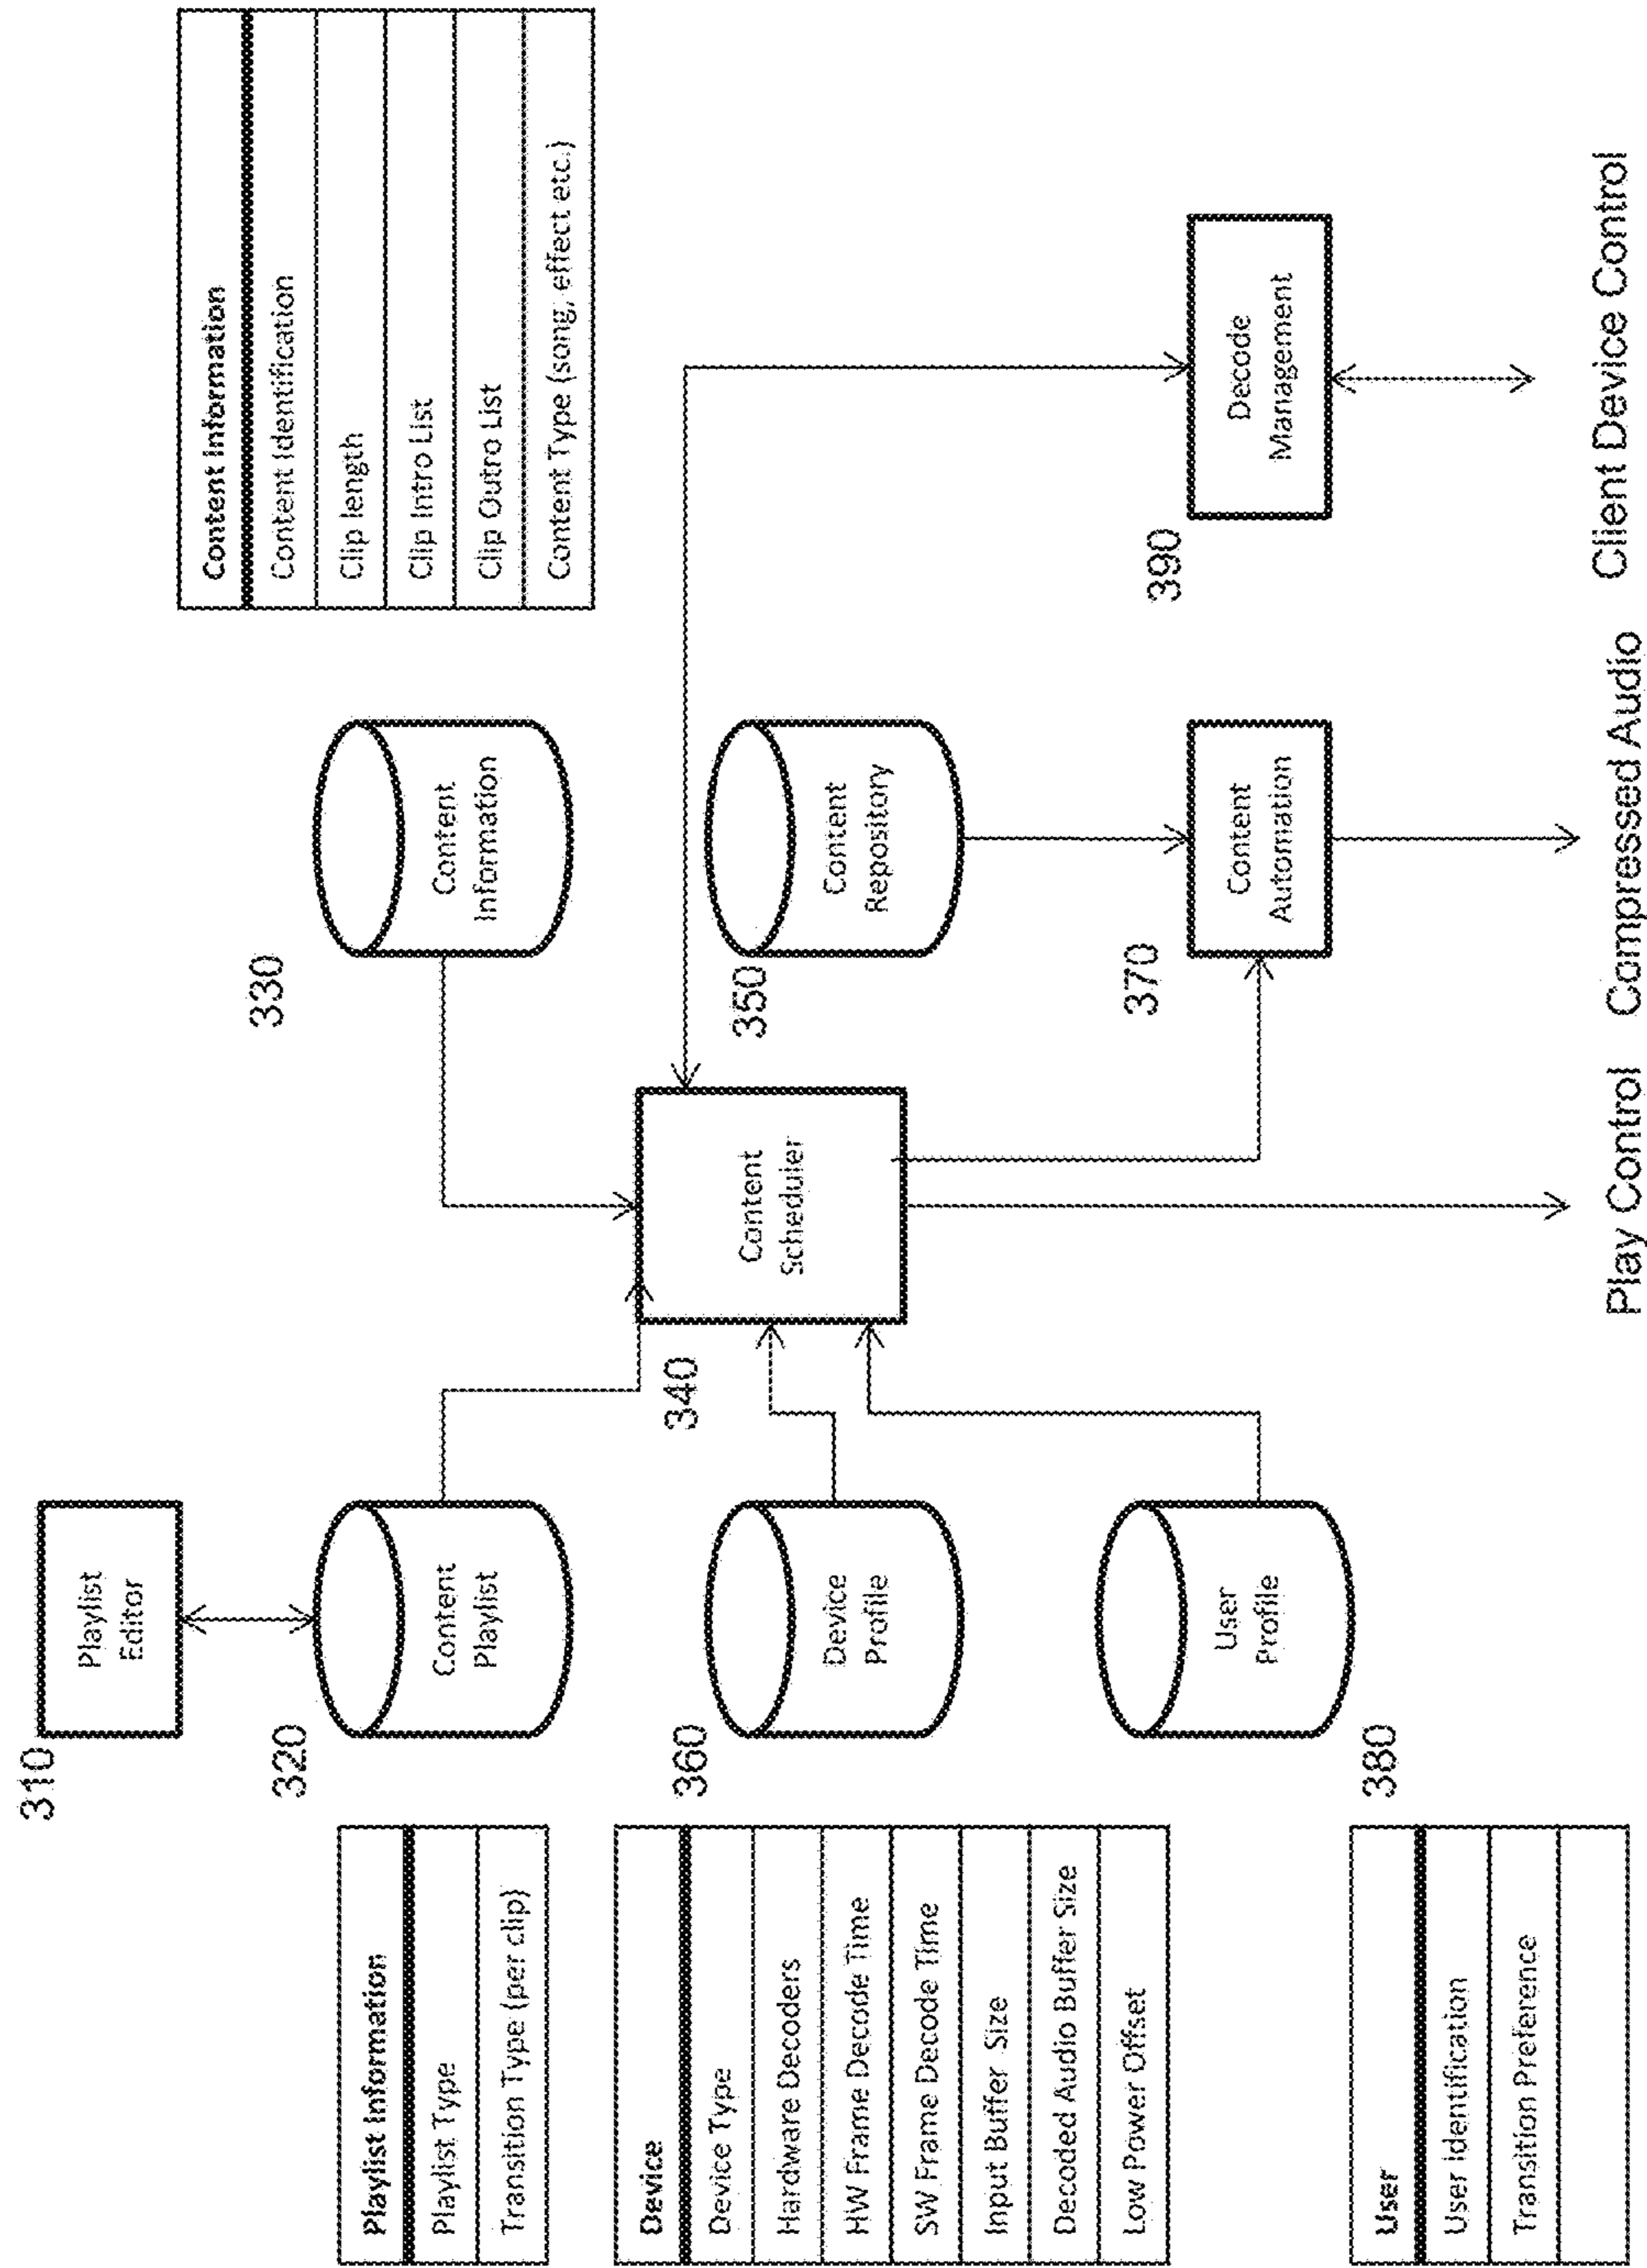 310
Playlist
Editor
Playlist Information
Playlist Type
Transition Type (per clip)
320
Content
Playlist
330
Content
Information
Content Information
Content Identification
Clip length
Clip Intro List
Clip Outro List
Content Type (song, effect etc.)
Device
Device Type
Hardware Decoders
HW Frame Decode Time
SW Frame Decode Time
Input Buffer Size
Decoded Audio Buffer Size
Low Power Offset
360
Device
Profile
340
Content
Scheduler
350
Content
Repository
User
User Identification
Transition Preference
380
User
Profile
370
Content
Automation
390
Decode
Management
Play Control
Compressed Audio
Client Device Control